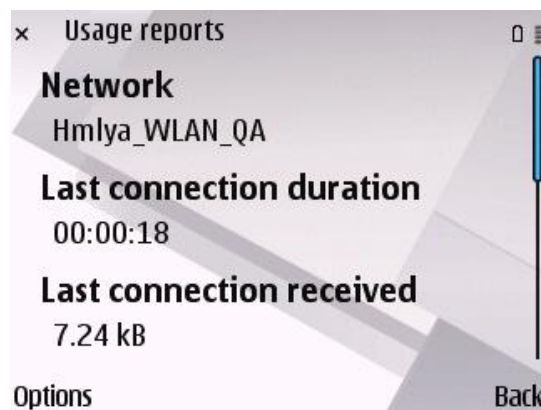 Usage reports
Network
Hmlya_WLAN_QA
Last connection duration
00:00:18
Last connection received
7.24 kB
Options
Back